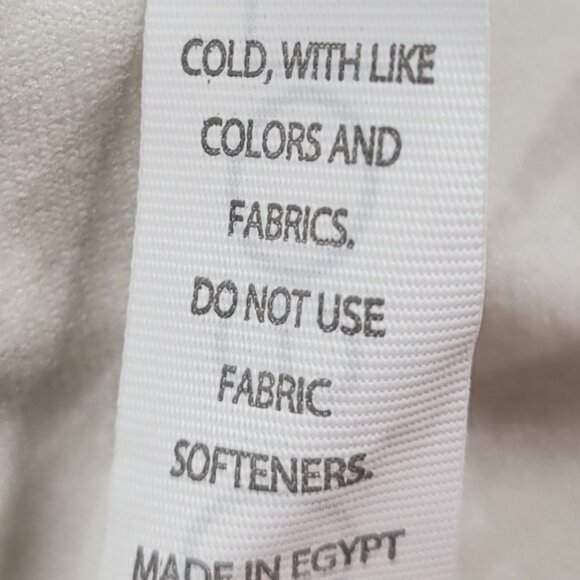 COLD, WITH LIKE
COLORS AND
FABRICS.
DO NOT USE
FABRIC
SOFTENERS.
MADE IN EGYPT